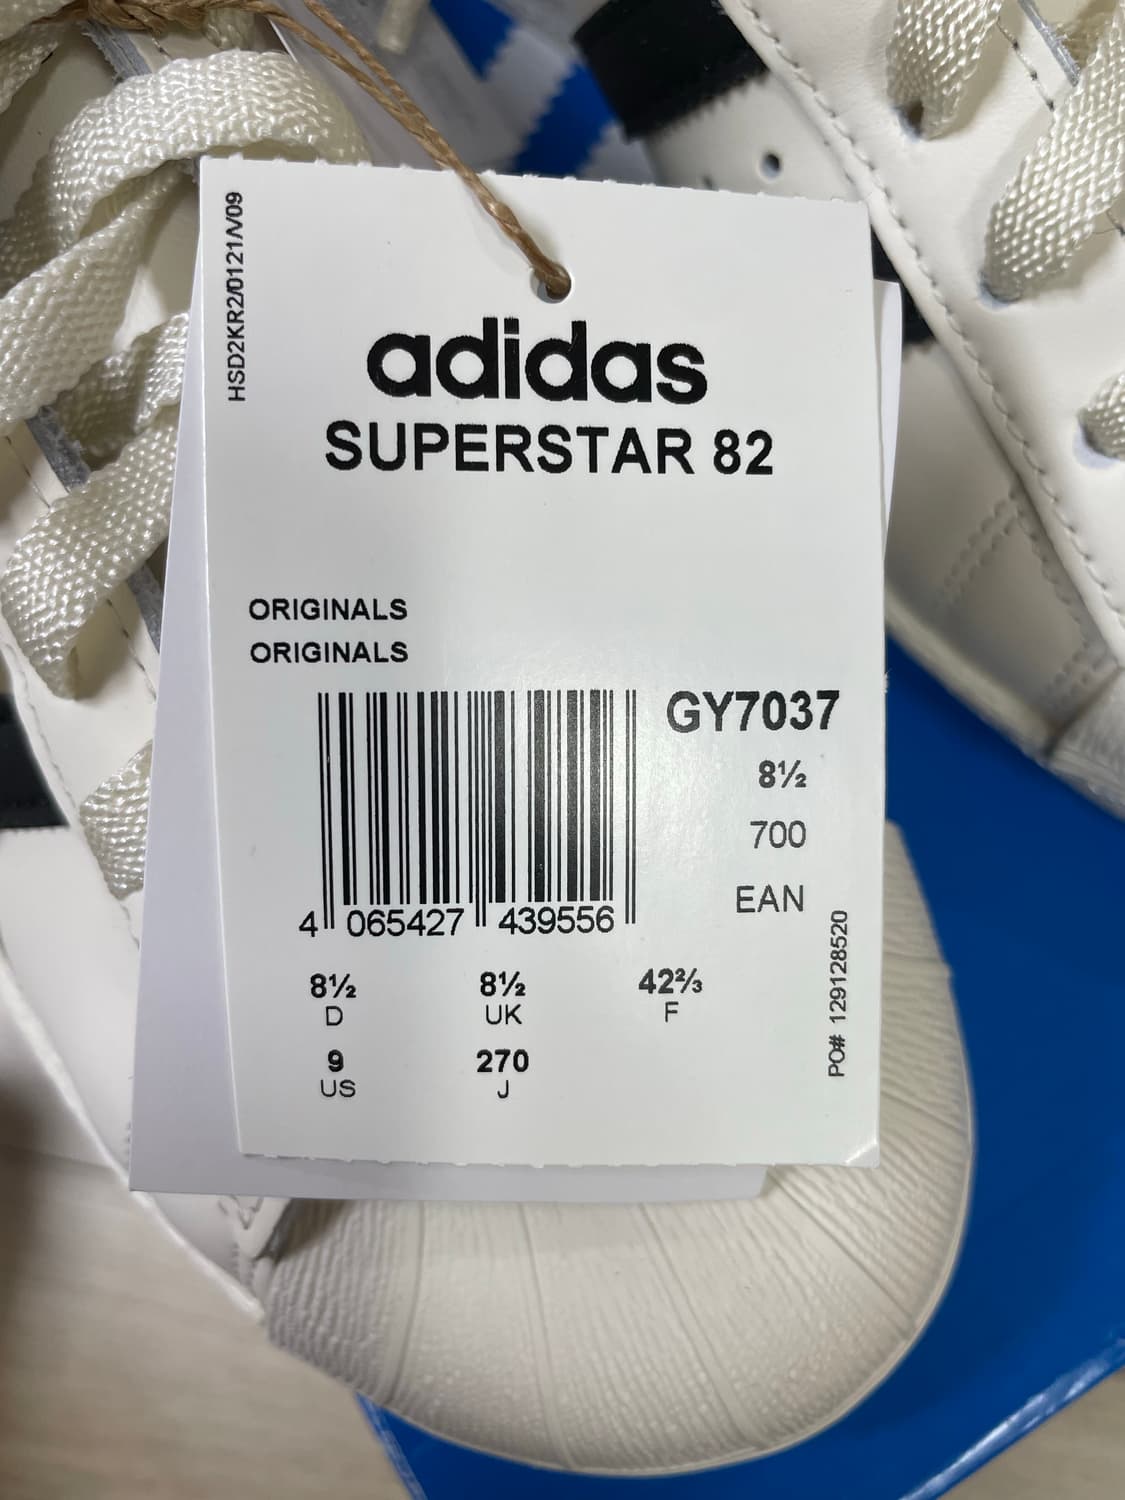 HSD2KR2/0121/V09
adidas
SUPERSTAR 82
ORIGINALS
ORIGINALS
GY7037
8½
700
EAN
4 065427 439556
8½ 8½ 42⅔
D UK F
9 270
US J
PO# 129128520